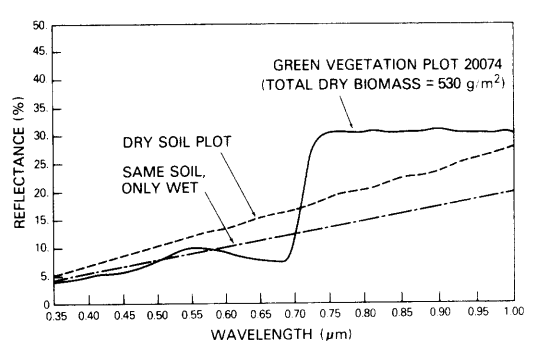 50.
45.
40.
35.
30.
25.
20.
15.
10.
5.
0
REFLECTANCE (%)
GREEN VEGETATION PLOT 20074
(TOTAL DRY BIOMASS = 530 g/m²)
DRY SOIL PLOT
SAME SOIL,
ONLY WET
0.35 0.40 0.45 0.50 0.55 0.60 0.65 0.70 0.75 0.80 0.85 0.90 0.95 1.00
WAVELENGTH (μm)